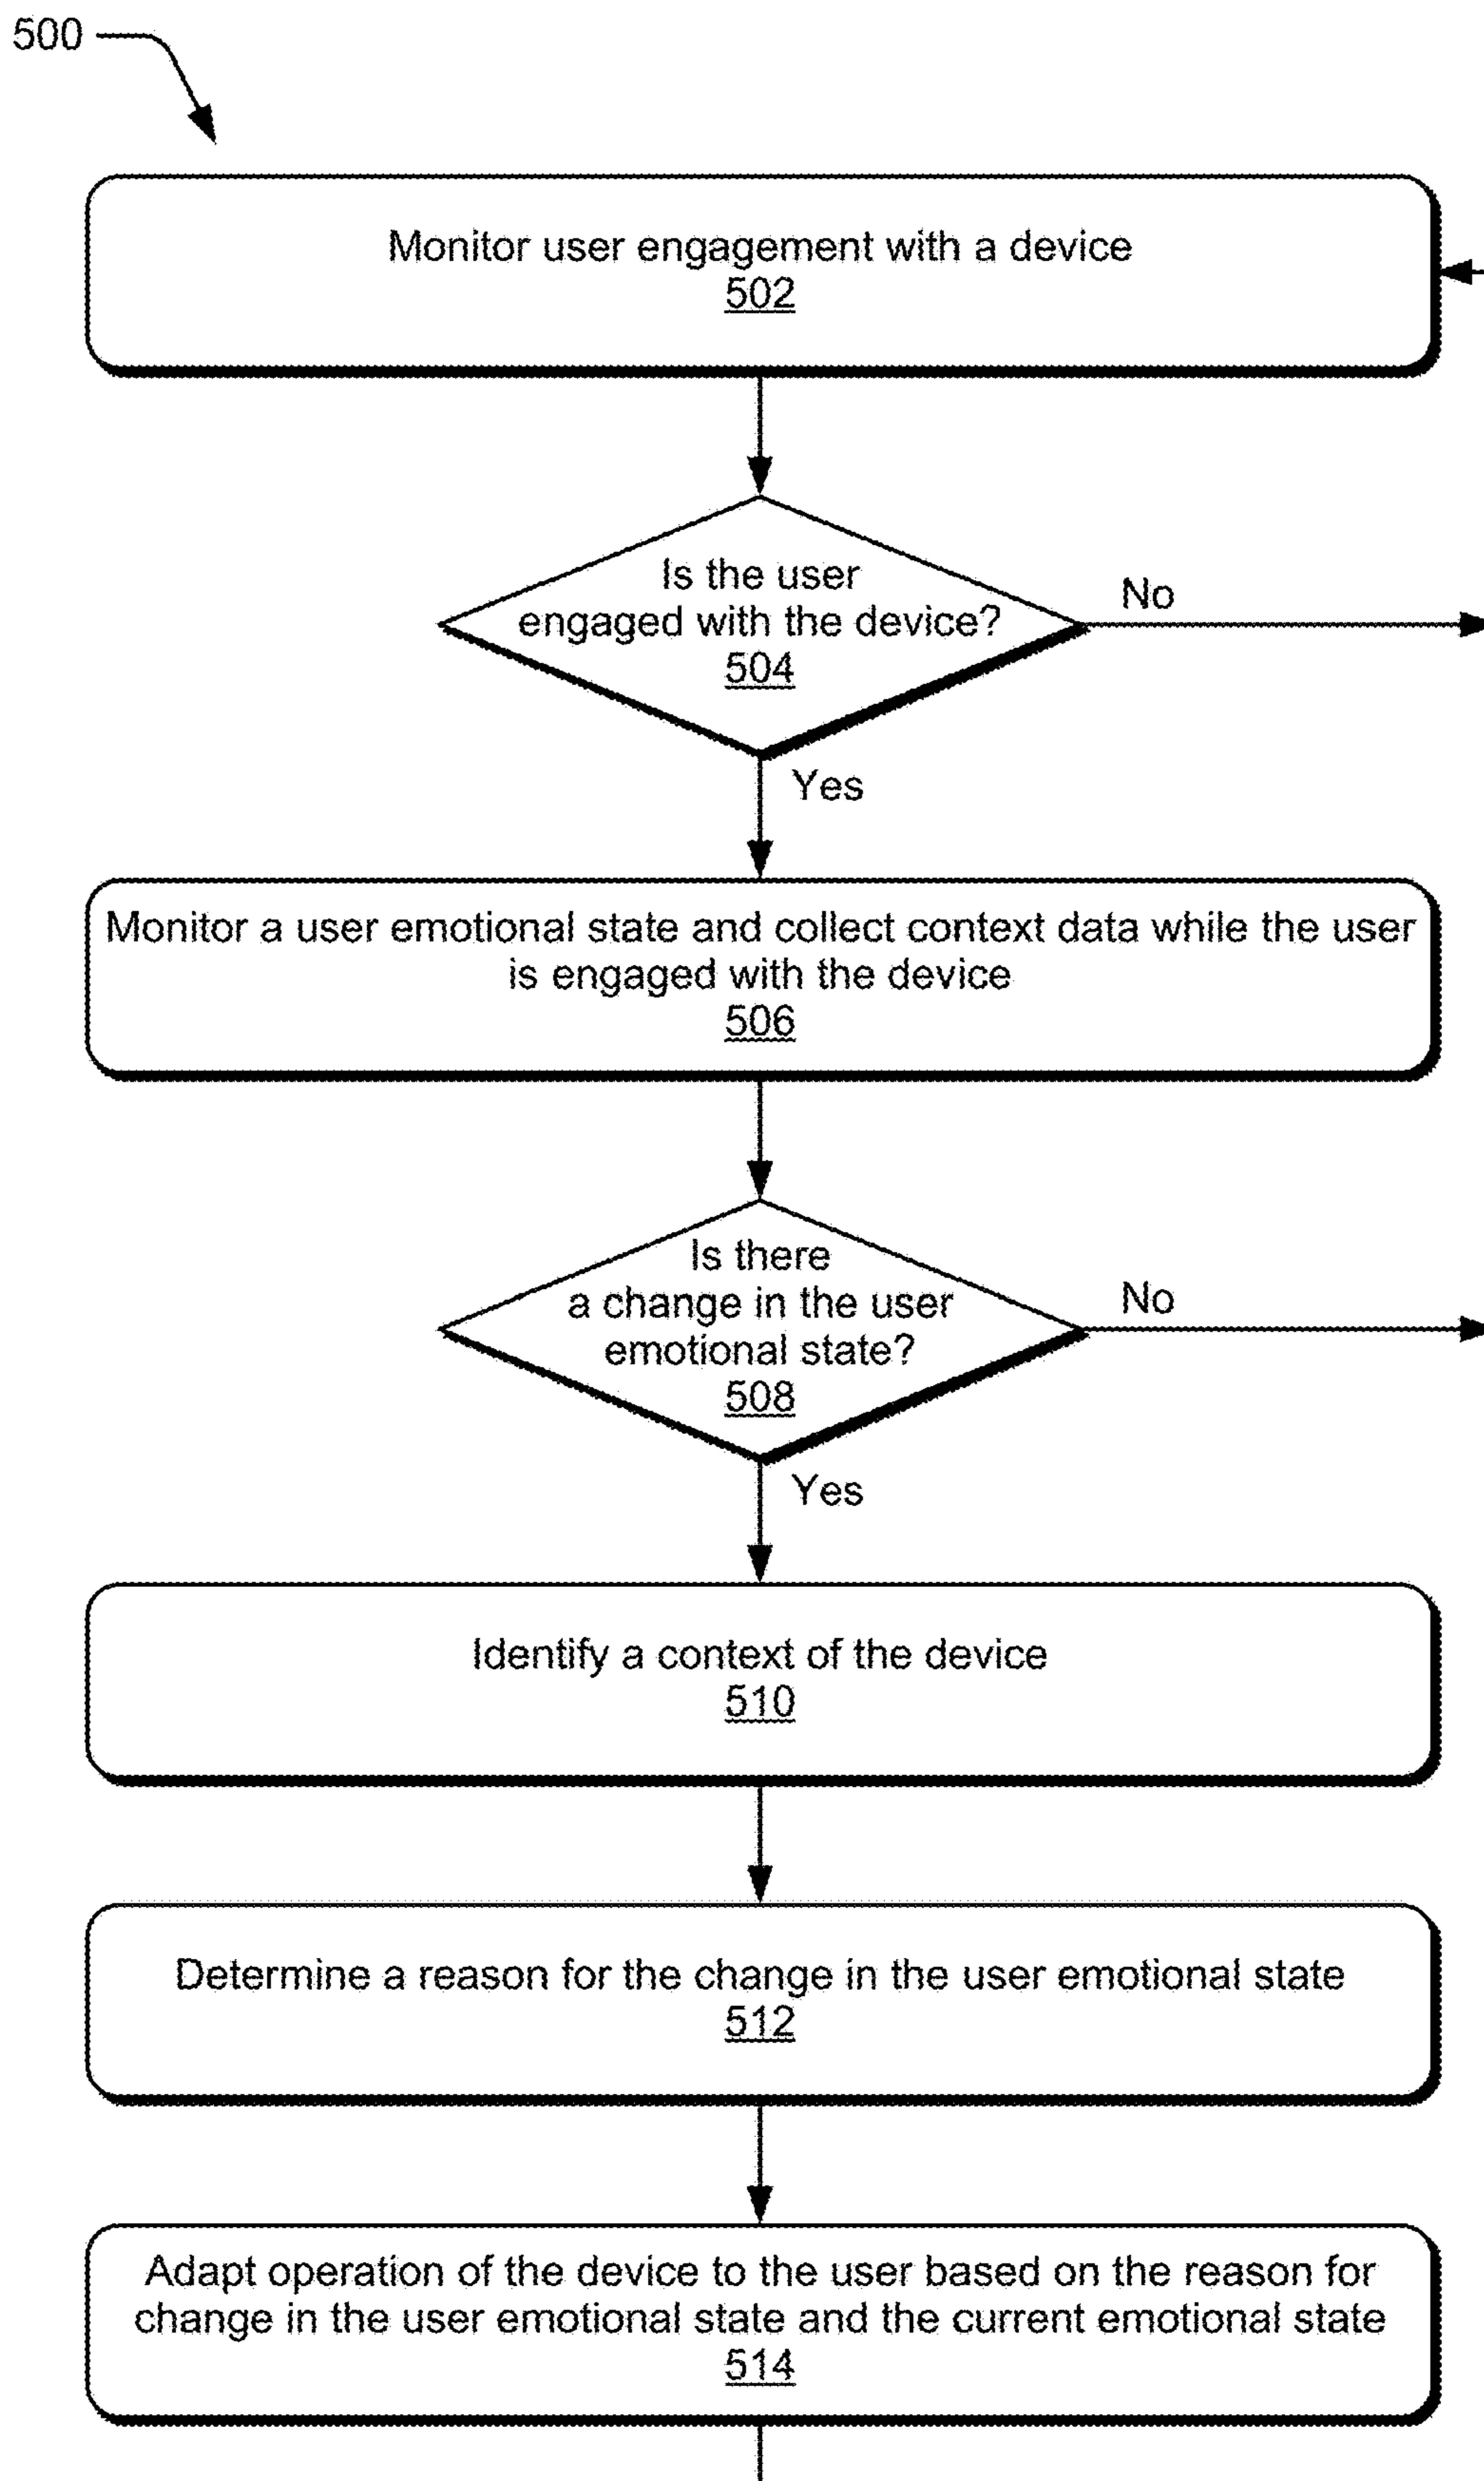 500
Monitor user engagement with a device
502
Is the user
engaged with the device?
504
No
Yes
Monitor a user emotional state and collect context data while the user
is engaged with the device
506
Is there
a change in the user
emotional state?
508
No
Yes
Identify a context of the device
510
Determine a reason for the change in the user emotional state
512
Adapt operation of the device to the user based on the reason for
change in the user emotional state and the current emotional state
514